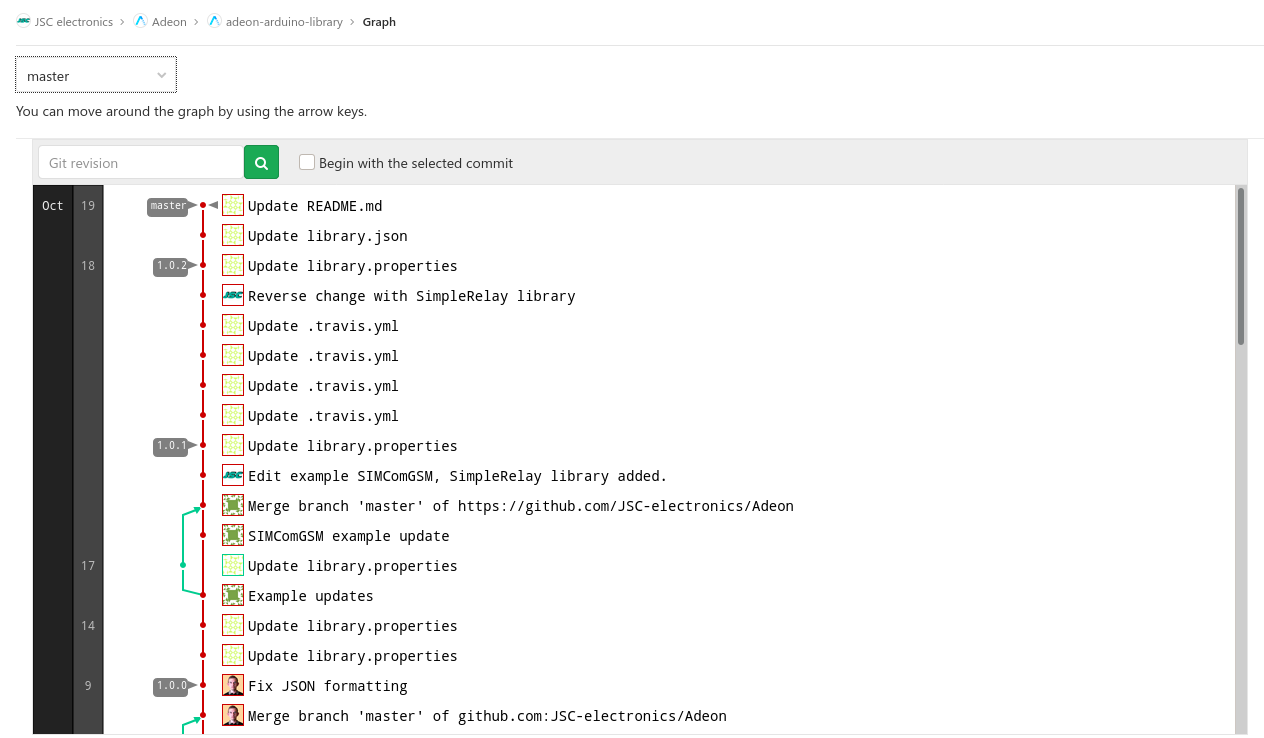 JSC electronics > Adeon > adeon-arduino-library > Graph
master
You can move around the graph by using the arrow keys.
Git revision Begin with the selected commit
Oct 19 master Update README.md
Update library.json
18 1.0.2 Update library.properties
JSC Reverse change with SimpleRelay library
Update .travis.yml
Update .travis.yml
Update .travis.yml
Update .travis.yml
1.0.1 Update library.properties
JSC Edit example SIMComGSM, SimpleRelay library added.
Merge branch 'master' of https://github.com/JSC-electronics/Adeon
SIMComGSM example update
17 Update library.properties
Example updates
14 Update library.properties
Update library.properties
9 1.0.0 Fix JSON formatting
Merge branch 'master' of github.com:JSC-electronics/Adeon